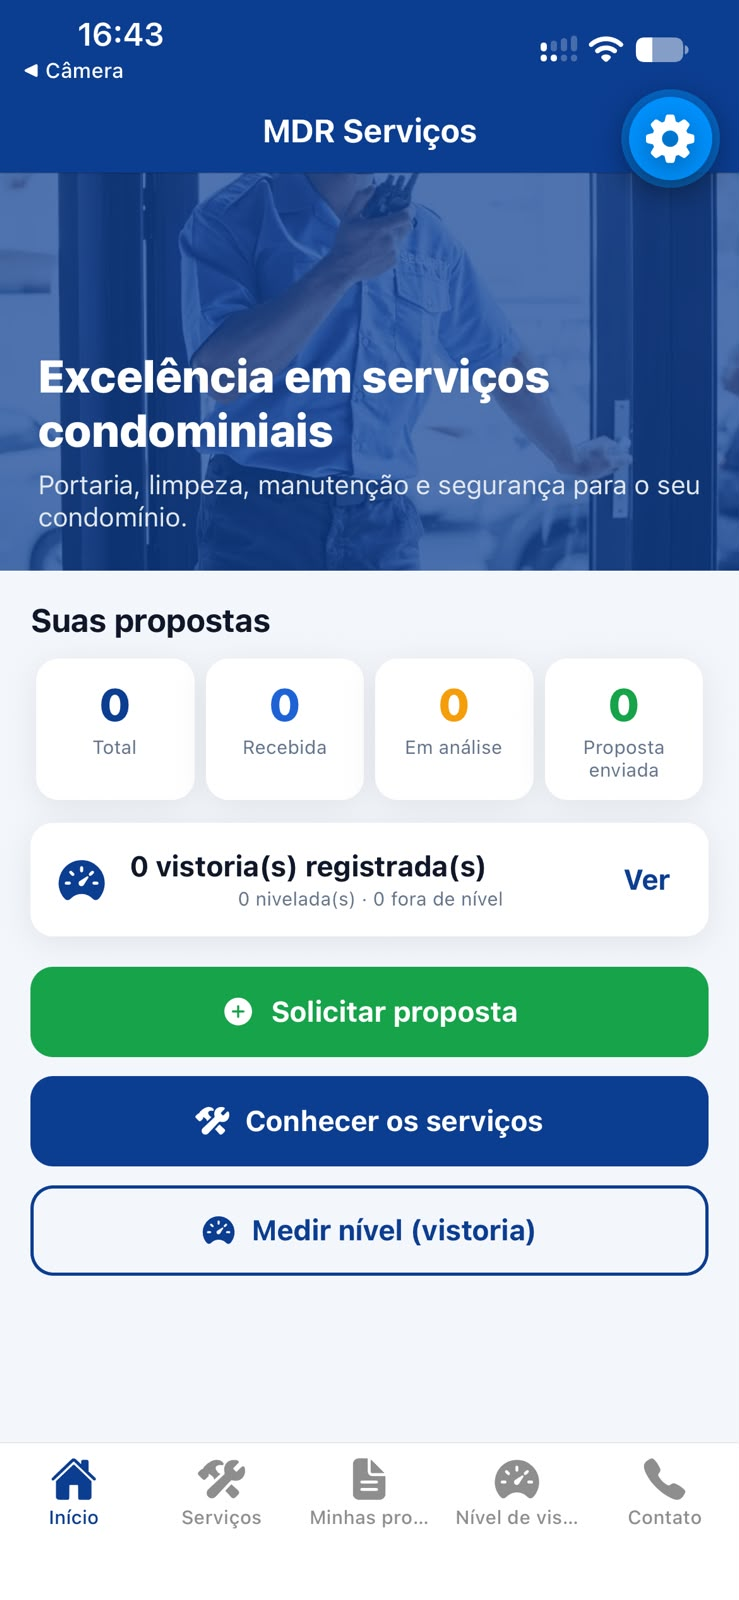 16:43
◀ Câmera
MDR Serviços
Excelência em serviços
condominiais
Portaria, limpeza, manutenção e segurança para o seu
condomínio.
Suas propostas
0
Total
0
Recebida
0
Em análise
0
Proposta
enviada
0 vistoria(s) registrada(s)
0 nivelada(s) · 0 fora de nível
Ver
Solicitar proposta
Conhecer os serviços
Medir nível (vistoria)
Início
Serviços
Minhas pro...
Nível de vis...
Contato